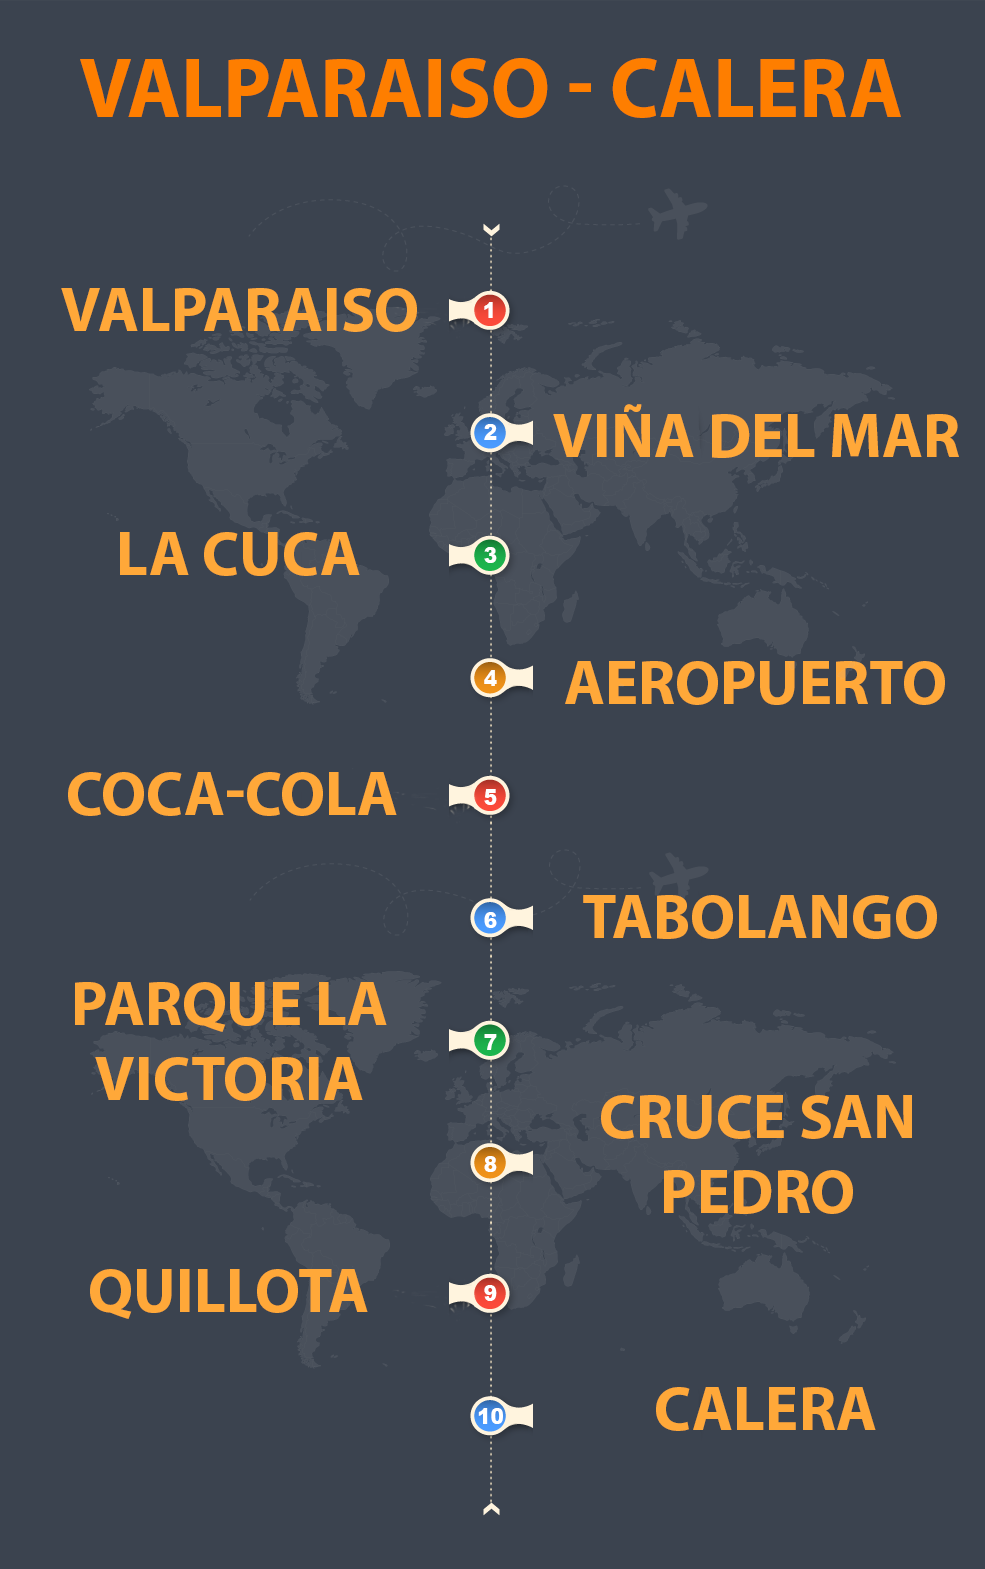 VALPARAISO - CALERA
VALPARAISO
1
2
VIÑA DEL MAR
LA CUCA
3
4
AEROPUERTO
COCA-COLA
5
6
TABOLANGO
PARQUE LA
VICTORIA
7
8
CRUCE SAN
PEDRO
QUILLOTA
9
10
CALERA